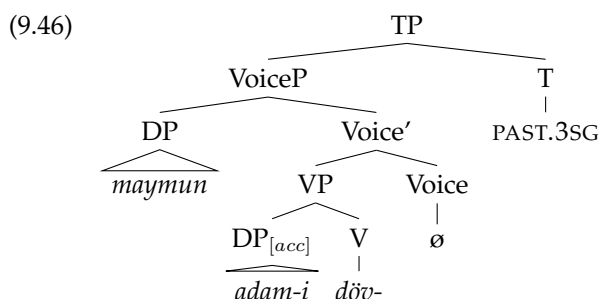 (9.46)
TP
VoiceP T
DP Voice' PAST.3SG
maymun VP Voice
DP[acc] V ø
adam-i döv-